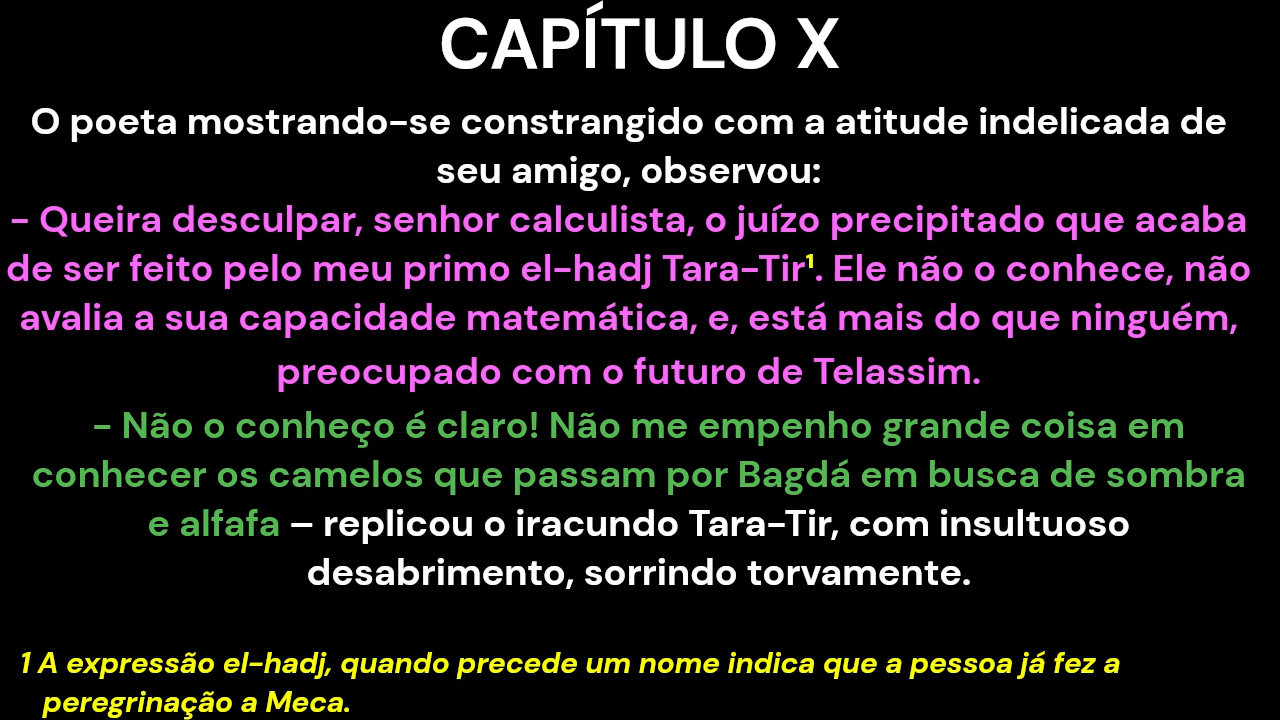 CAPÍTULO X
O poeta mostrando-se constrangido com a atitude indelicada de
seu amigo, observou:
- Queira desculpar, senhor calculista, o juízo precipitado que acaba
de ser feito pelo meu primo el-hadj Tara-Tir¹. Ele não o conhece, não
avalia a sua capacidade matemática, e, está mais do que ninguém,
preocupado com o futuro de Telassim.
- Não o conheço é claro! Não me empenho grande coisa em
conhecer os camelos que passam por Bagdá em busca de sombra
e alfafa – replicou o iracundo Tara-Tir, com insultuoso
desabrimento, sorrindo torvamente.
1 A expressão el-hadj, quando precede um nome indica que a pessoa já fez a
peregrinação a Meca.